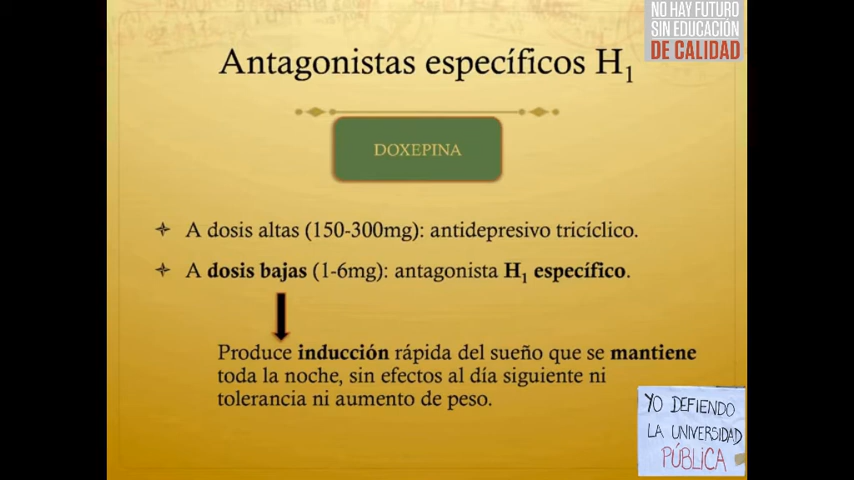 NO HAY FUTURO
SIN EDUCACIÓN
DE CALIDAD
Antagonistas específicos H₁
DOXEPINA
A dosis altas (150-300mg): antidepresivo tricíclico.
A dosis bajas (1-6mg): antagonista H₁ específico.
Produce inducción rápida del sueño que se mantiene
toda la noche, sin efectos al día siguiente ni
tolerancia ni aumento de peso.
YO DEFIENDO
LA UNIVERSIDAD
PÚBLICA